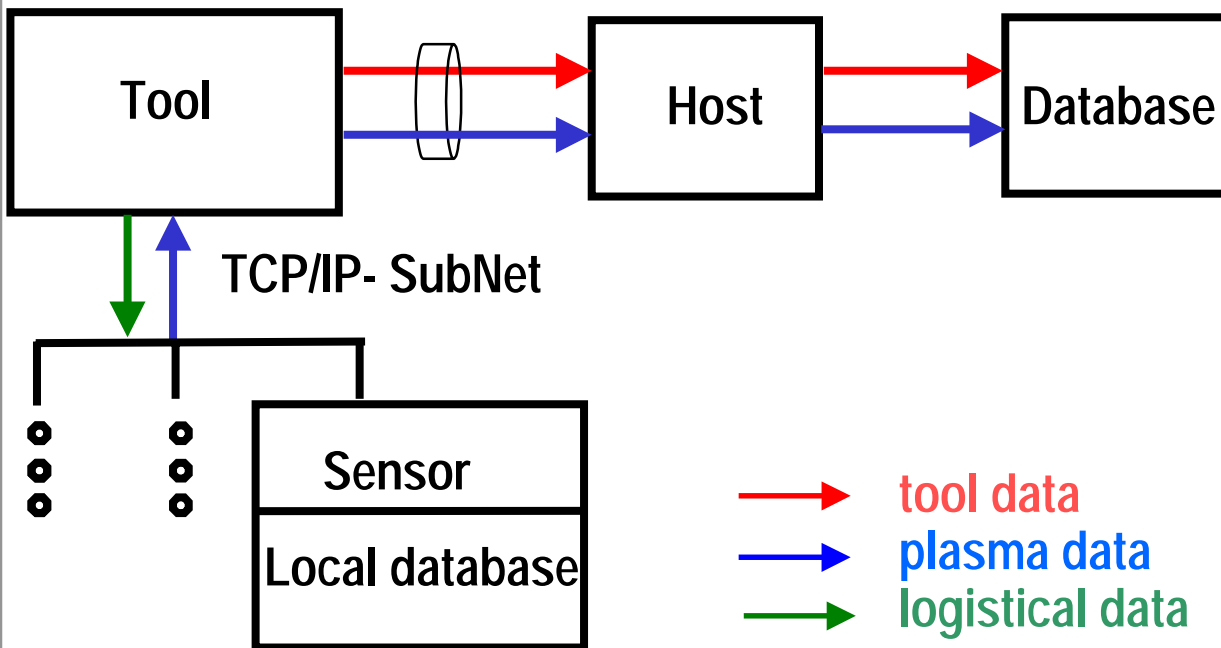 Tool
Host
Database
TCP/IP- SubNet
Sensor
Local database
tool data
plasma data
logistical data